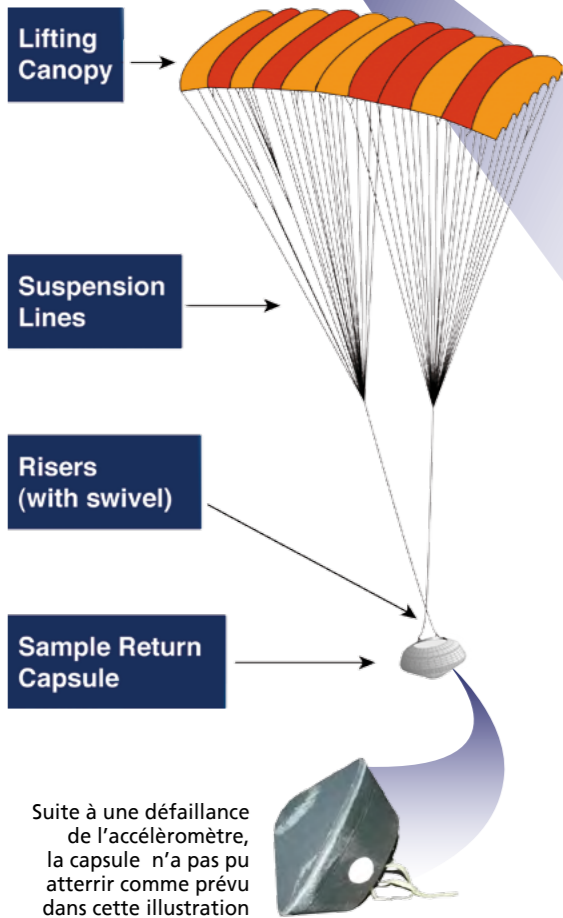 Lifting
Canopy
Suspension
Lines
Risers
(with swivel)
Sample Return
Capsule
Suite à une défaillance
de l'accélèromètre,
la capsule n'a pas pu
atterrir comme prévu
dans cette illustration